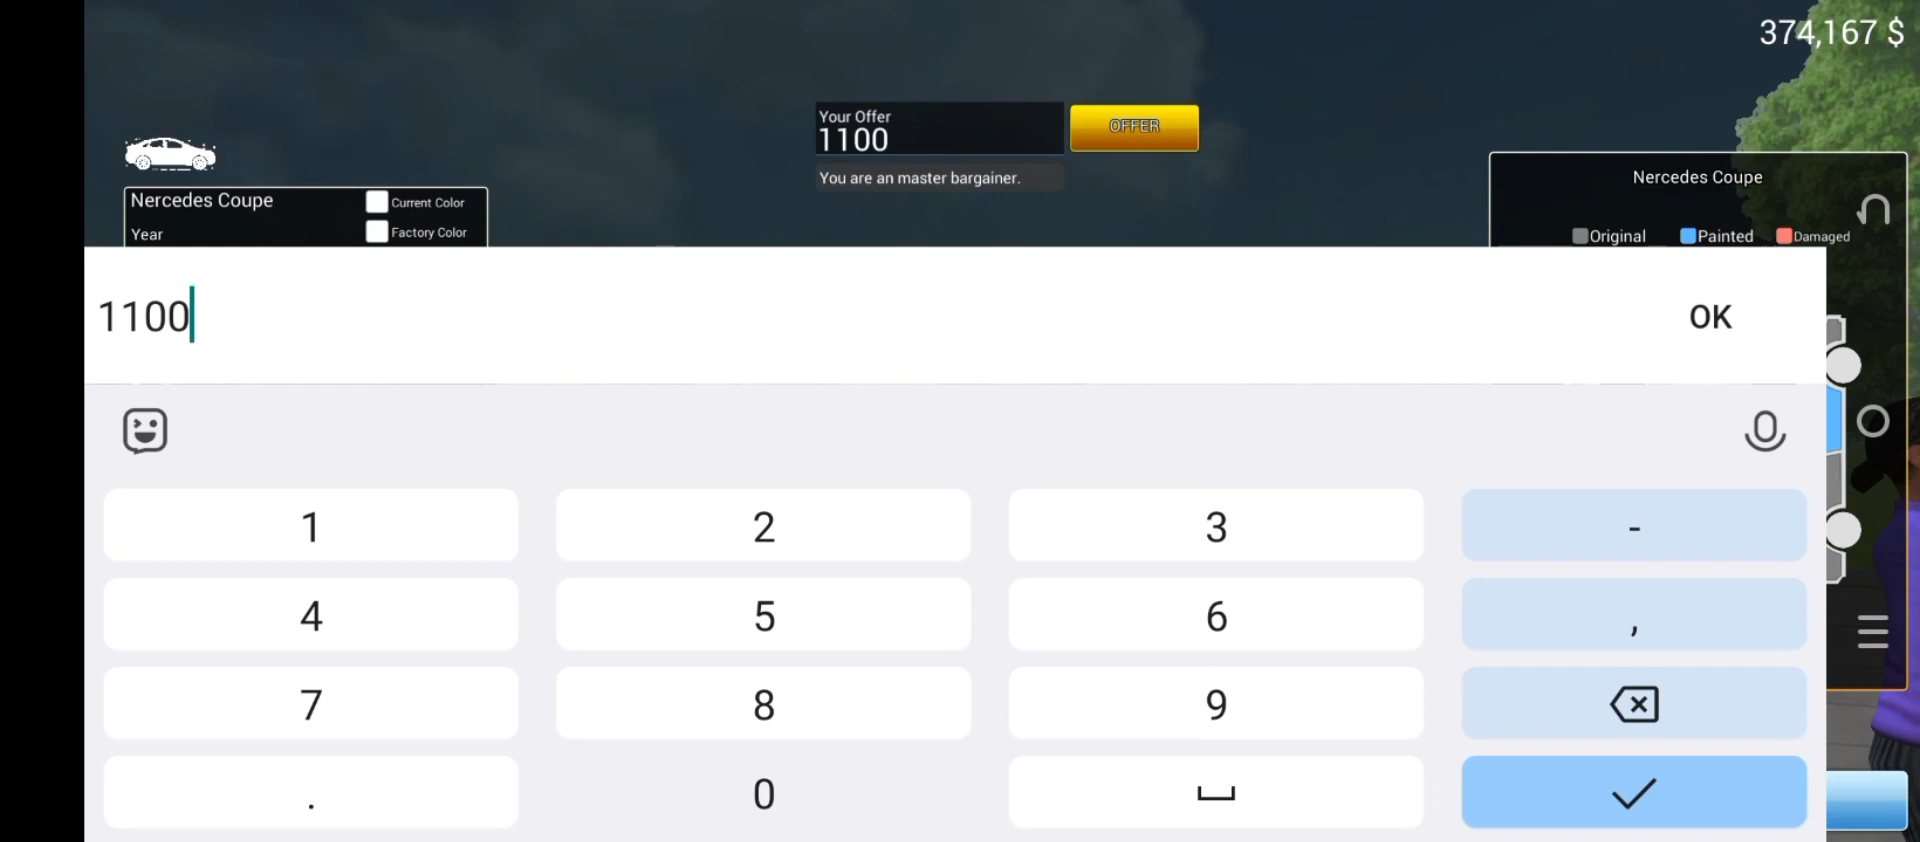 374,167 $
Your Offer
1100
OFFER
You are an master bargainer.
Nercedes Coupe
Current Color
Year
Factory Color
Nercedes Coupe
Original
Painted
Damaged
1100
OK
1
2
3
-
4
5
6
,
7
8
9
.
0